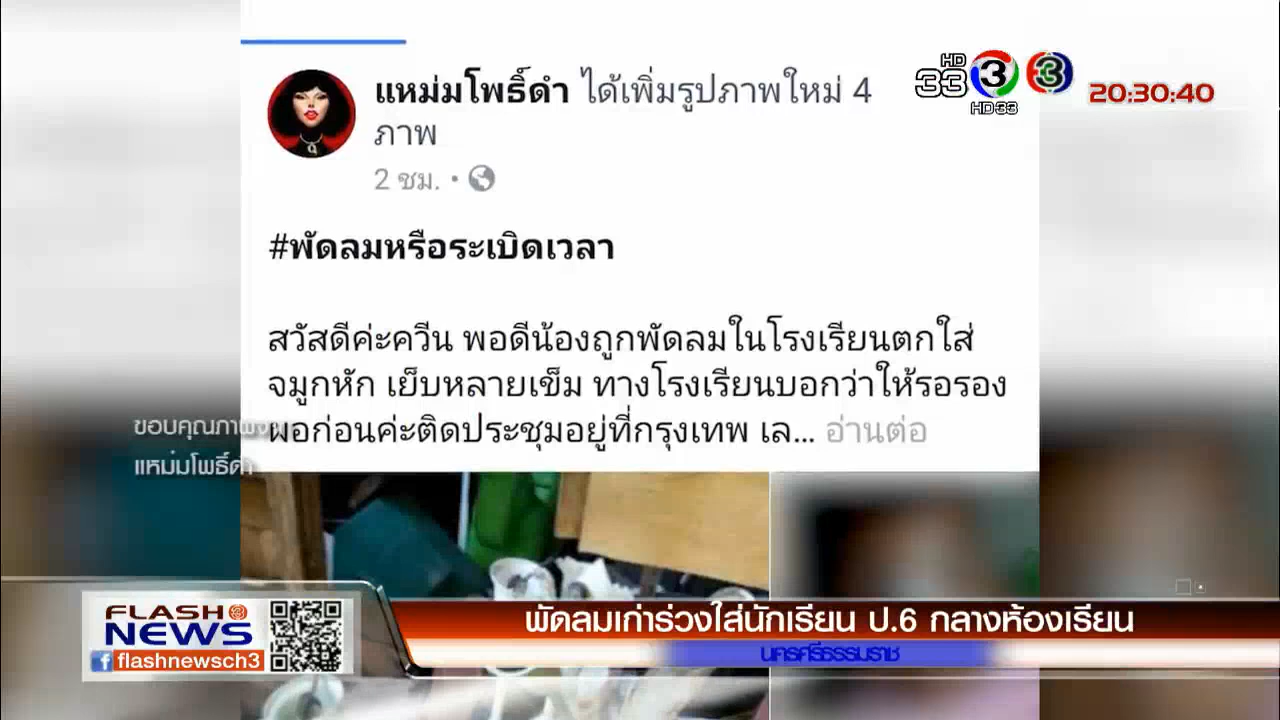 แหม่มโพธิ์ดำ ได้เพิ่มรูปภาพใหม่ 4
ภาพ
2 ชม.
HD
33 3 3
HD 33
20:30:40
#พัดลมหรือระเบิดเวลา
สวัสดีค่ะควีน พอดีน้องถูกพัดลมในโรงเรียนตกใส่
จมูกหัก เย็บหลายเข็ม ทางโรงเรียนบอกว่าให้รอรอง
ผอก่อนค่ะติดประชุมอยู่ที่กรุงเทพ เล... อ่านต่อ
ขอบคุณภาพจาก
แหม่มโพธิ์ดำ
FLASH 3
NEWS
f flashnewsch3
พัดลมเก่าร่วงใส่นักเรียน ป.6 กลางห้องเรียน
นครศรีธรรมราช